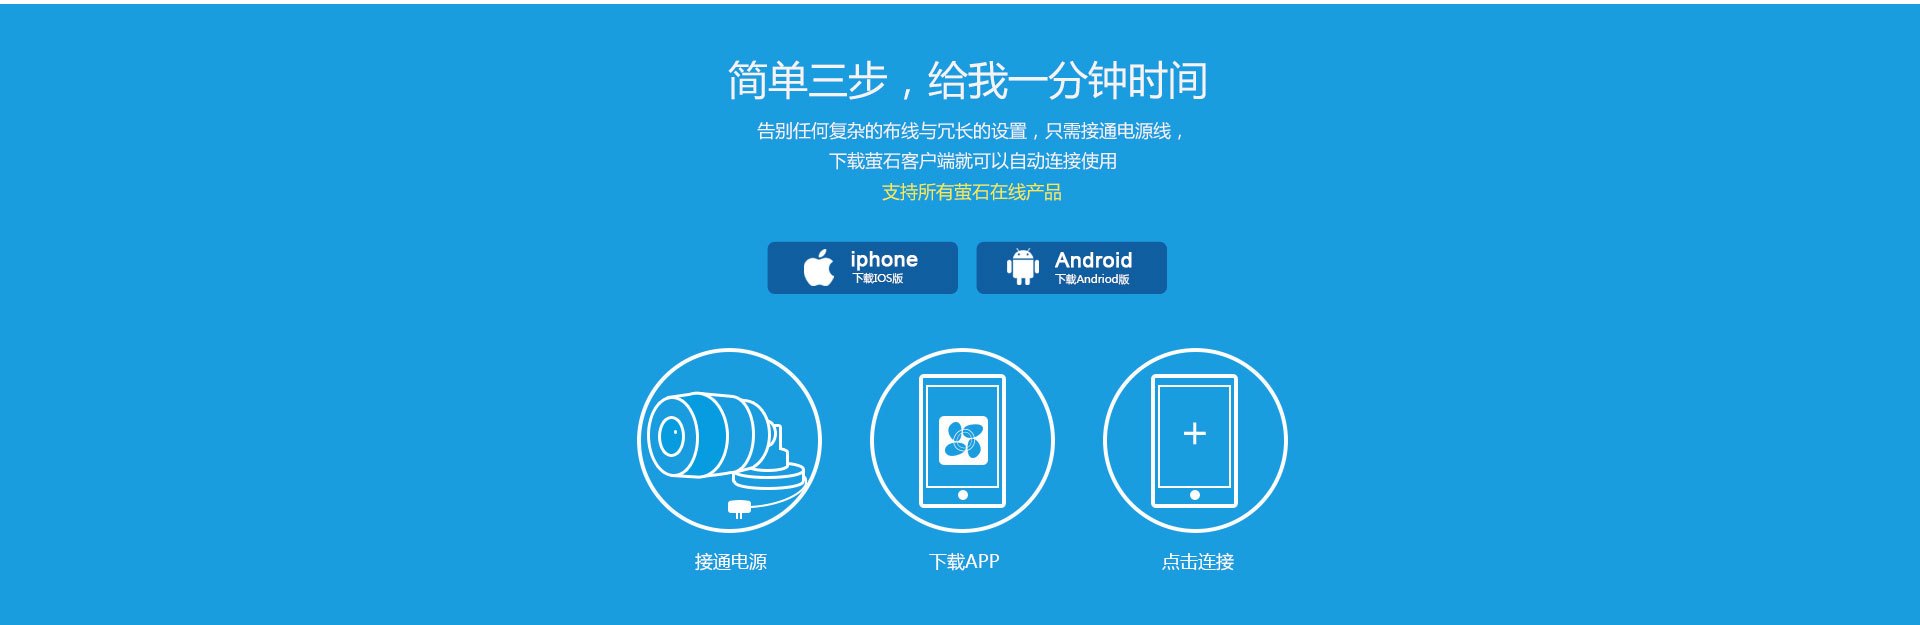 简单三步，给我一分钟时间
告别任何复杂的布线与冗长的设置，只需接通电源线，
下载萤石客户端就可以自动连接使用
支持所有萤石在线产品
iphone
下载IOS版
Android
下载Andriod版
接通电源
下载APP
点击连接